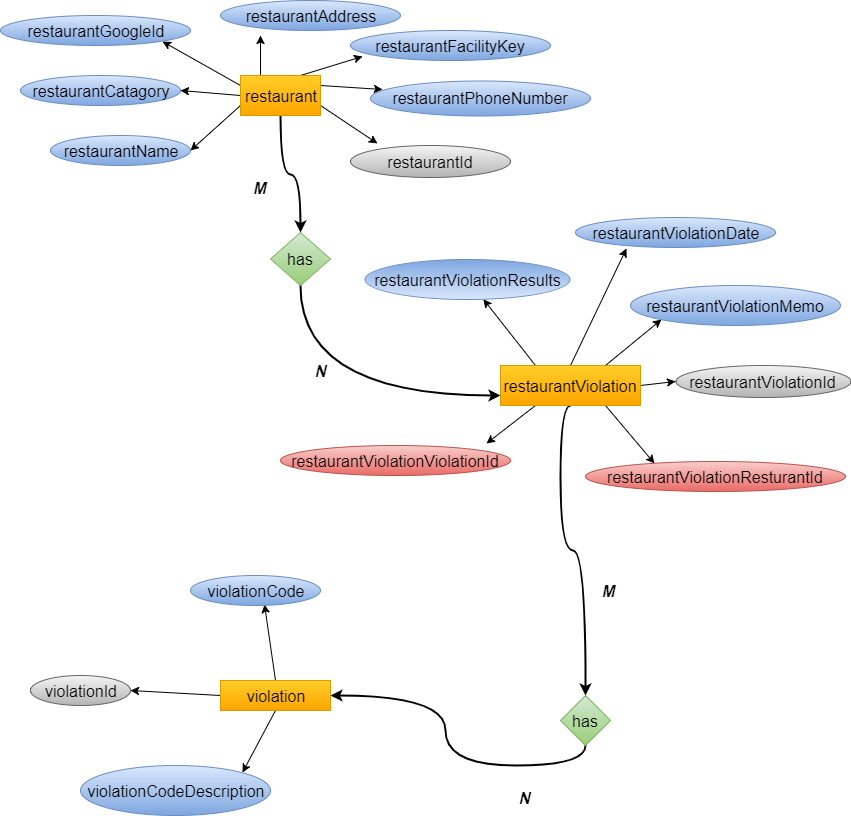 restaurantAddress
restaurantGoogleId
restaurantFacilityKey
restaurantCatagory
restaurant
restaurantPhoneNumber
restaurantName
restaurantId
M
has
restaurantViolationDate
restaurantViolationResults
restaurantViolationMemo
N
restaurantViolation
restaurantViolationId
restaurantViolationViolationId
restaurantViolationResturantId
M
violationCode
violationId
violation
has
violationCodeDescription
N